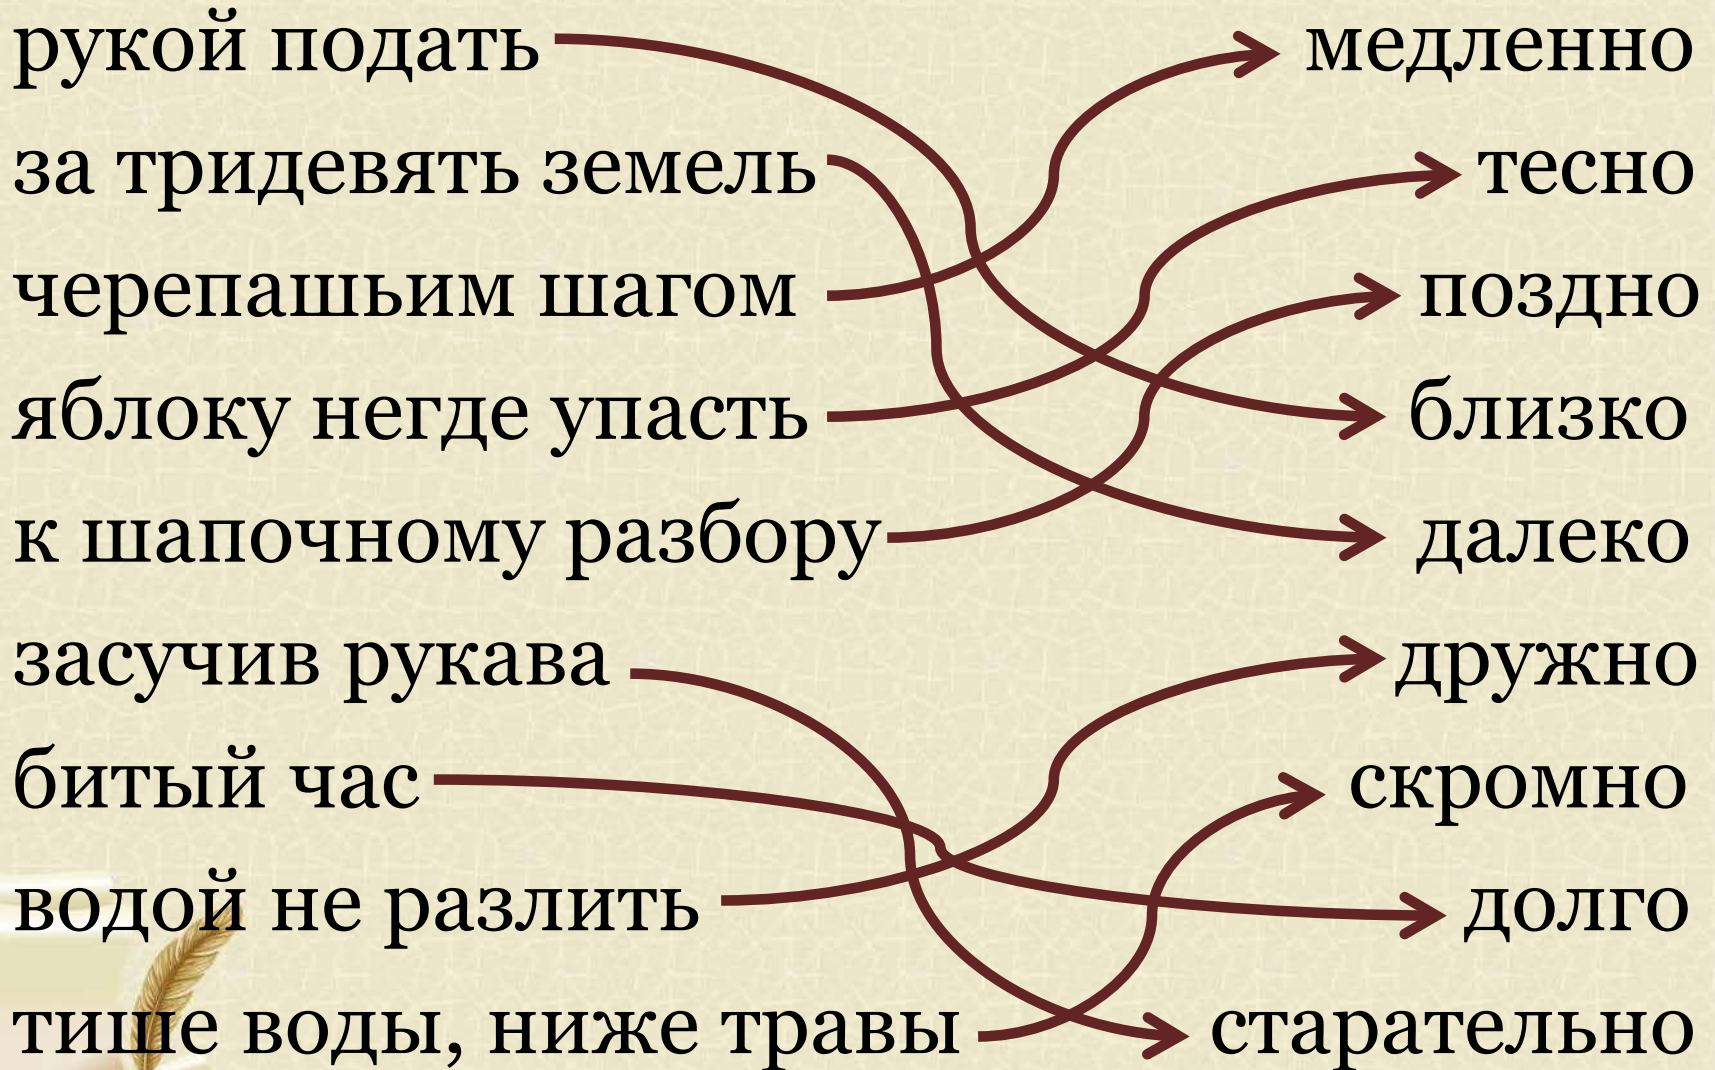 рукой подать медленно
за тридевять земель тесно
черепашьим шагом поздно
яблоку негде упасть близко
к шапочному разбору далеко
засучив рукава дружно
битый час скромно
водой не разлить долго
тише воды, ниже травы старательно